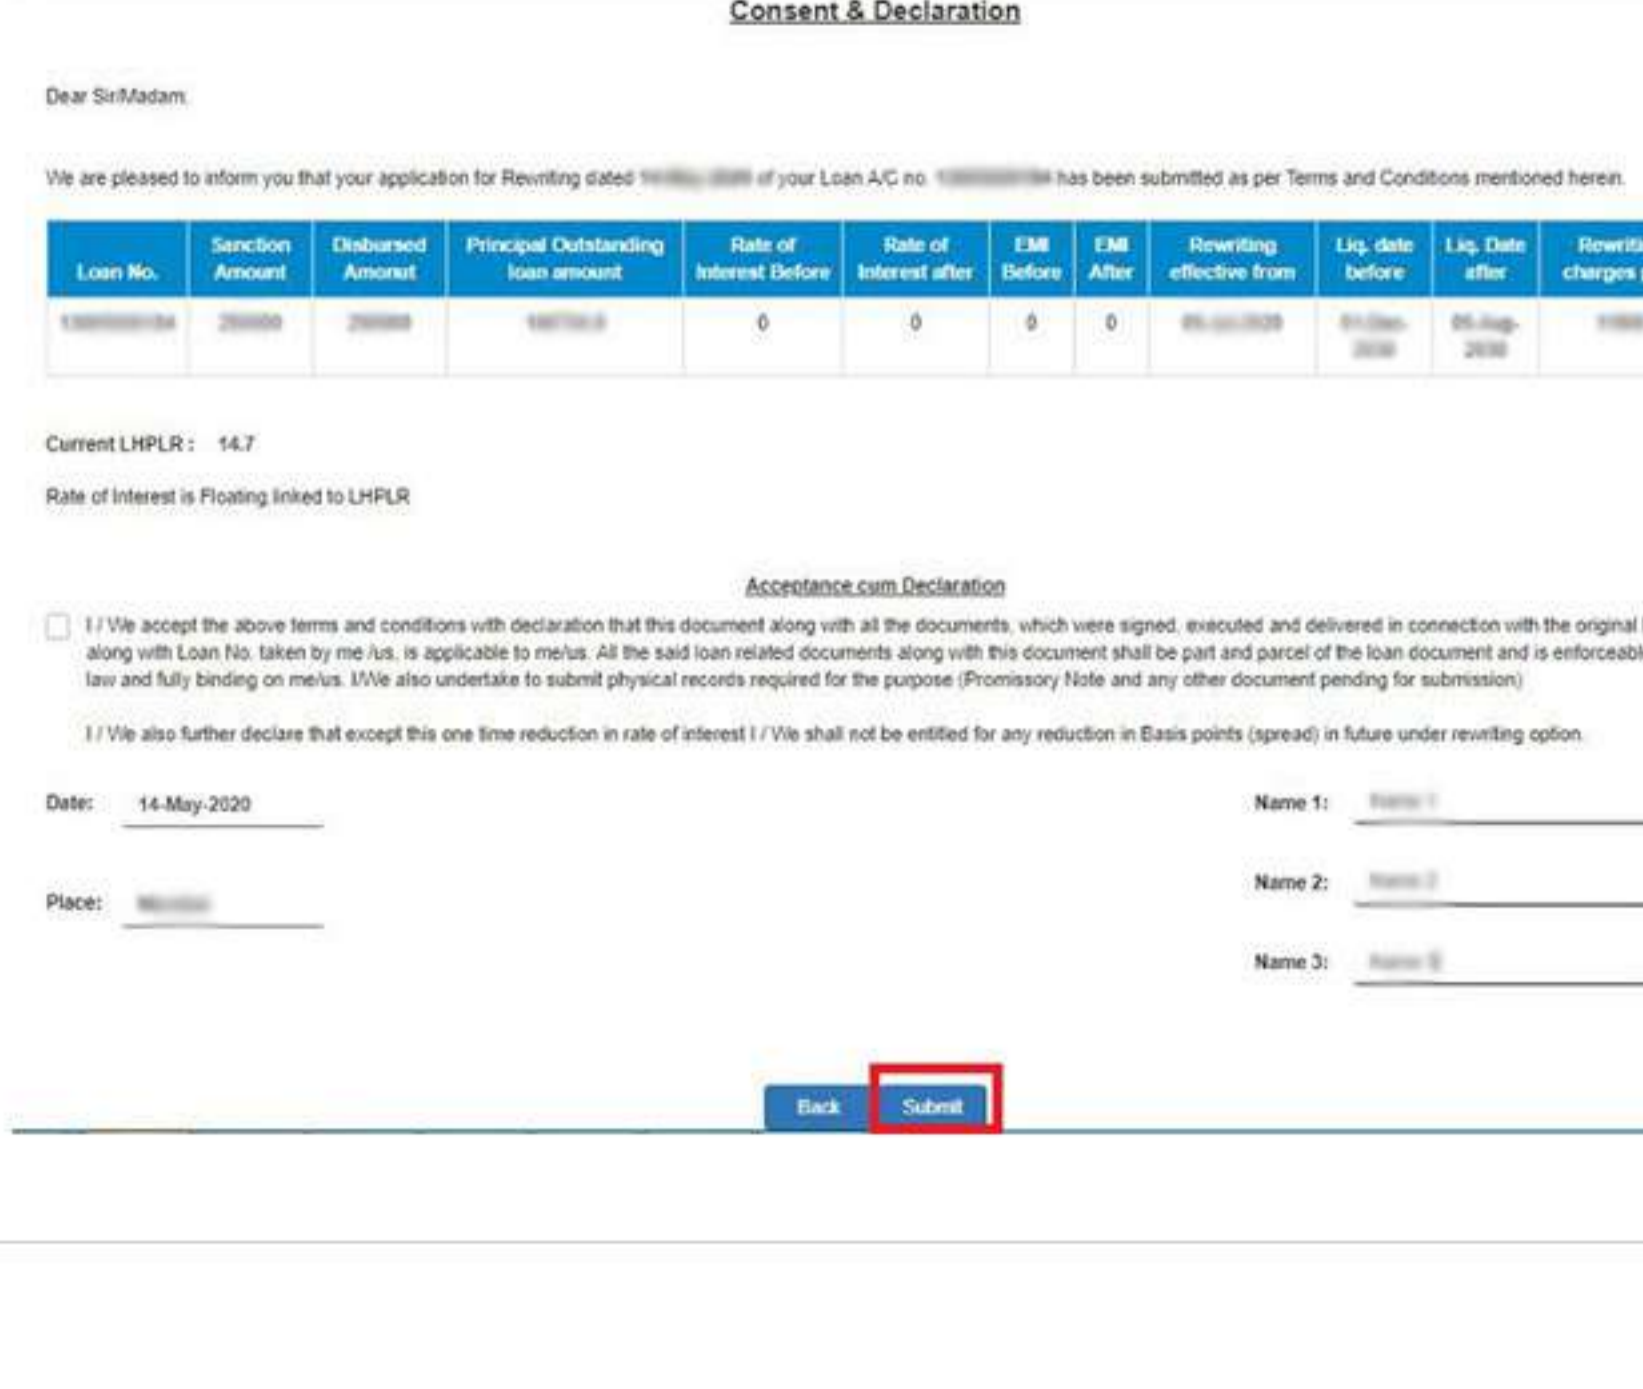 Consent & Declaration
Dear Sir/Madam
We are pleased to inform you that your application for Rewriting dated of your Loan A/C no. has been submitted as per Terms and Conditions mentioned herein.
Loan No. Sanction Amount Disbursed Amonut Principal Outstanding loan amount Rate of Interest Before Rate of Interest after EMI Before EMI After Rewriting effective from Liq. date before Liq. Date after charges
0 0 0 0
Current LHPLR : 14.7
Rate of Interest is Floating linked to LHPLR
Acceptance cum Declaration
I / We accept the above terms and conditions with declaration that this document along with all the documents, which were signed, executed and delivered in connection with the original
along with Loan No. taken by me /us, is applicable to me/us. All the said loan related documents along with this document shall be part and parcel of the loan document and is
law and fully binding on me/us. I/We also undertake to submit physical records required for the purpose (Promissory Note and any other document pending for submission)
I / We also further declare that except this one time reduction in rate of interest I / We shall not be entitled for any reduction in Basis points (spread) in future under rewriting option.
Date: 14-May-2020 Name 1:
Name 2:
Place:
Name 3:
Back Submit